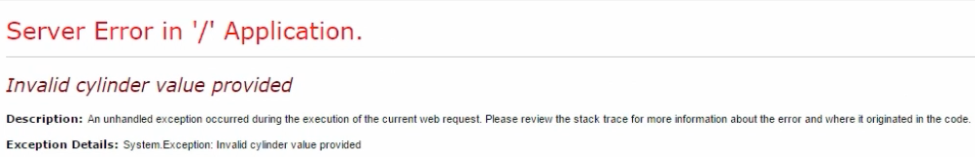 Server Error in '/' Application.
Invalid cylinder value provided
Description: An unhandled exception occurred during the execution of the current web request. Please review the stack trace for more information about the error and where it originated in the code.
Exception Details: System.Exception: Invalid cylinder value provided